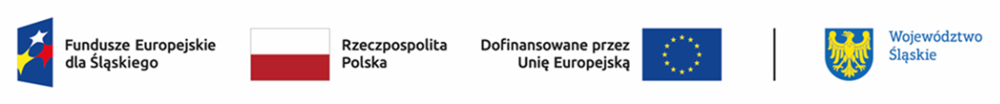 Fundusze Europejskie
dla Śląskiego
Rzeczpospolita
Polska
Dofinansowane przez
Unię Europejską
Województwo
Śląskie